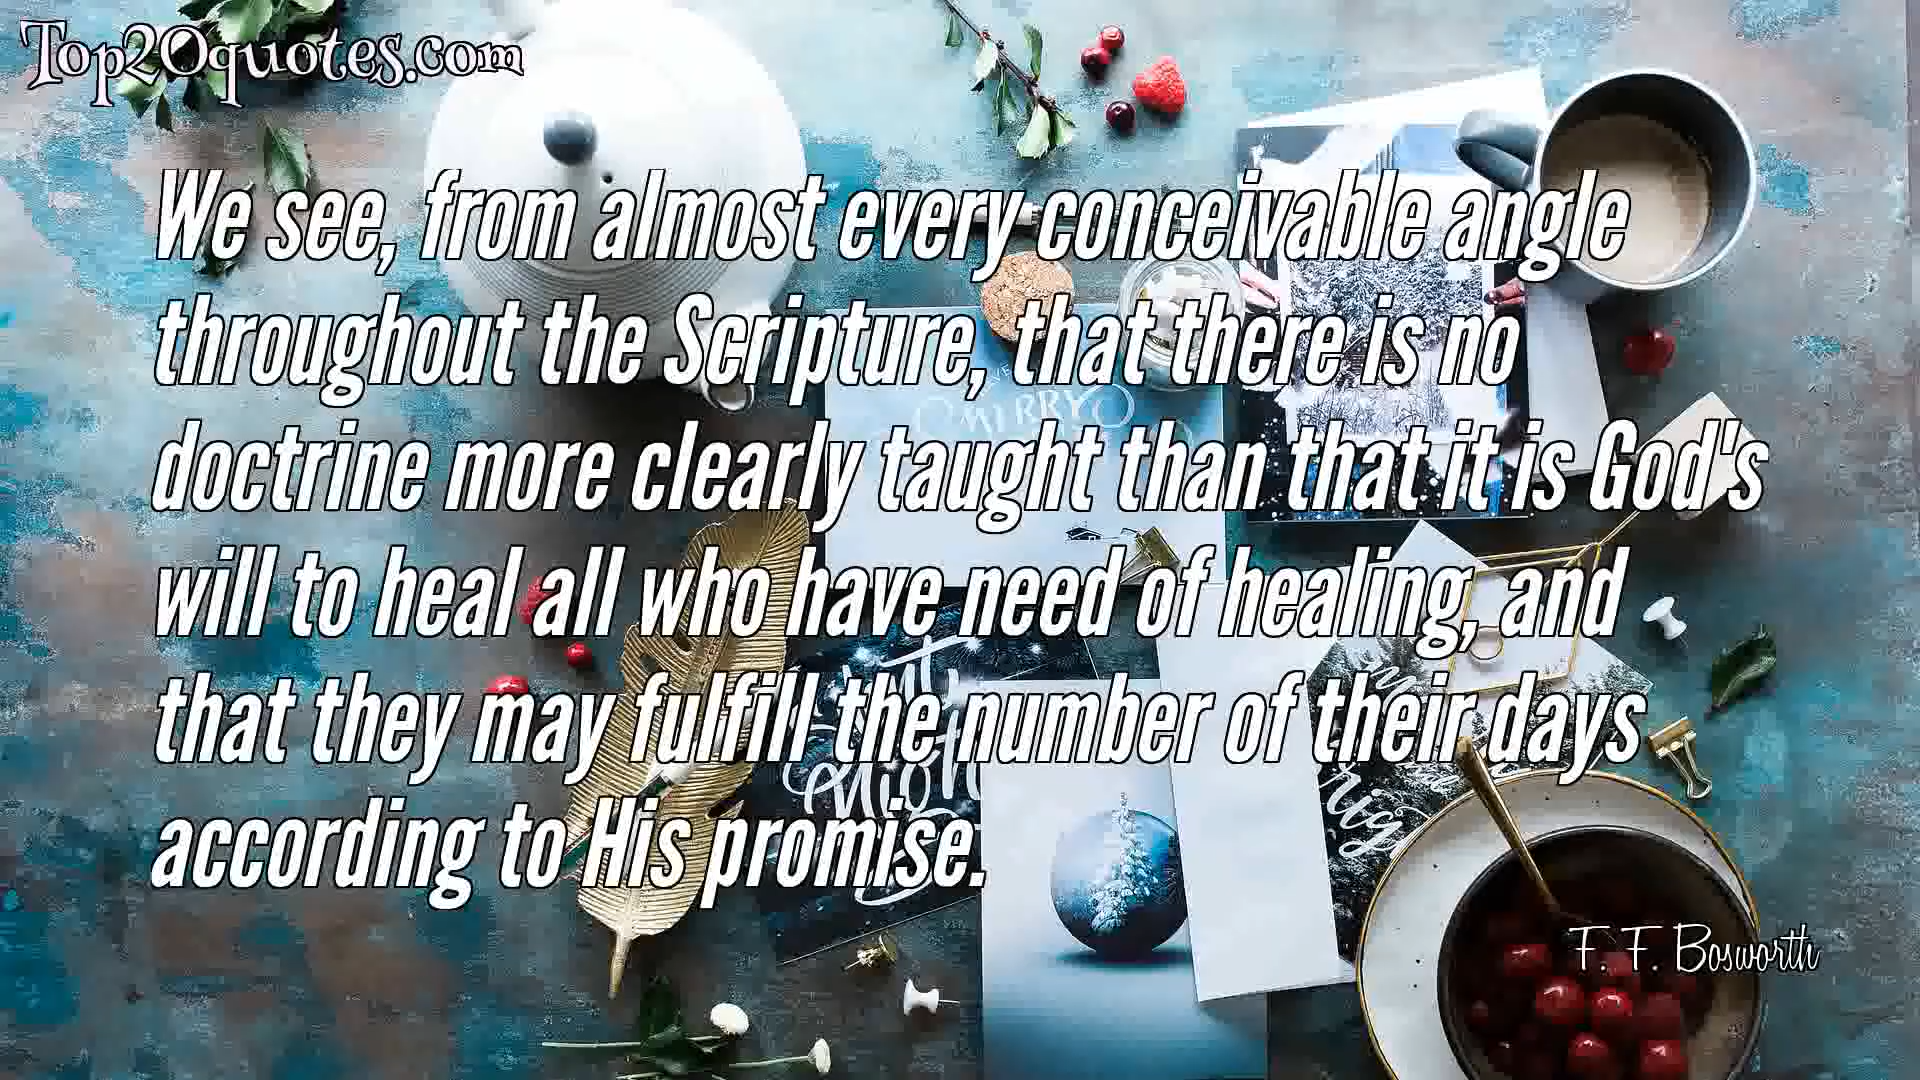 Top20quotes.com
We see, from almost every conceivable angle
throughout the Scripture, that there is no
doctrine more clearly taught than that it is God's
will to heal all who have need of healing, and
that they may fulfill the number of their days
according to His promise.
F. F. Bosworth
MERRY